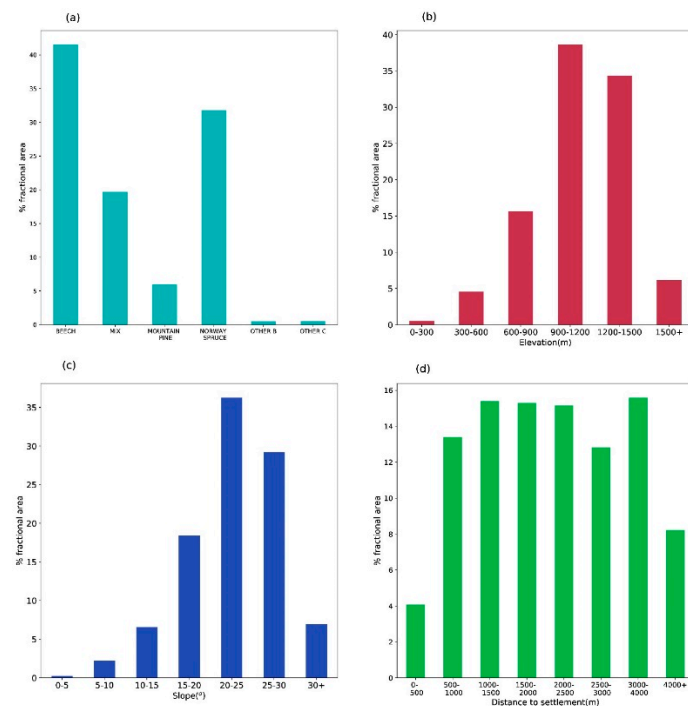 (a)
% fractional area
40
35
30
25
20
15
10
5
0
BEECH MIX MOUNTAIN PINE NORWAY SPRUCE OTHER B OTHER C
(b)
% fractional area
40
35
30
25
20
15
10
5
0
0-300 300-600 600-900 900-1200 1200-1500 1500+
Elevation(m)
(c)
% fractional area
35
30
25
20
15
10
5
0
0-5 5-10 10-15 15-20 20-25 25-30 30+
Slope(°)
(d)
% fractional area
16
14
12
10
8
6
4
2
0
0-500 500-1000 1000-1500 1500-2000 2000-2500 2500-3000 3000-4000 4000+
Distance to settlement(m)